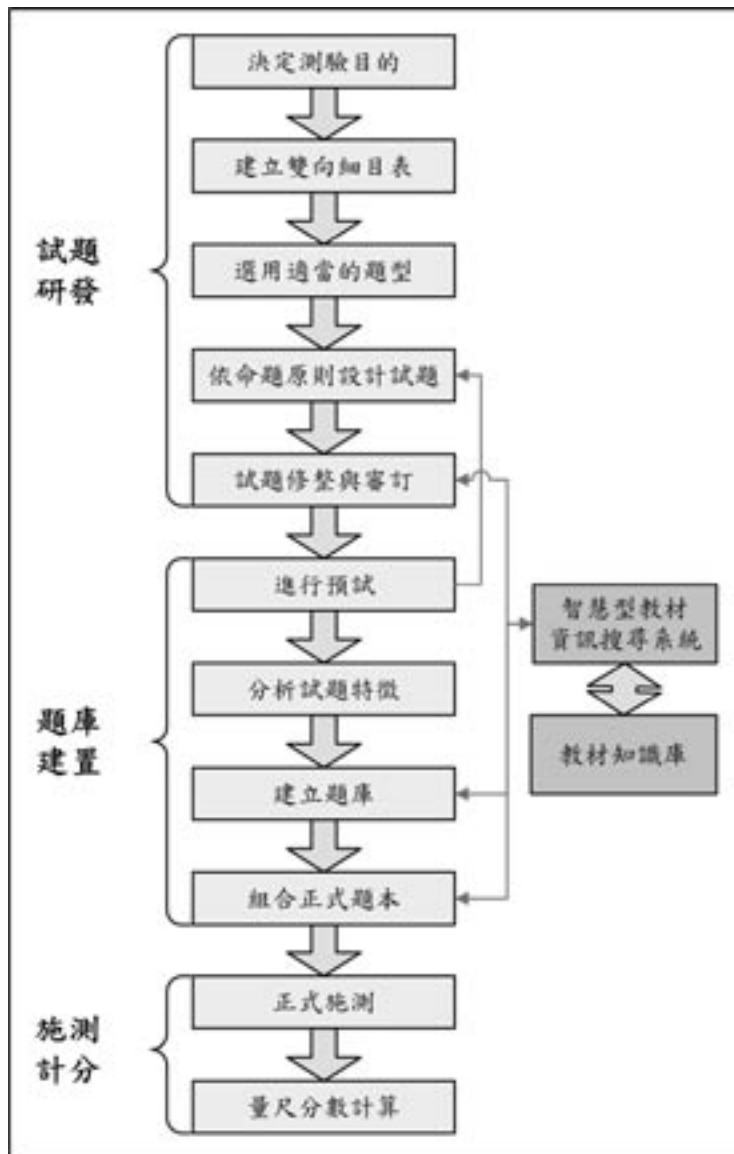 試題
研發
決定測驗目的
建立雙向細目表
選用適當的題型
依命題原則設計試題
試題修整與審訂
題庫
建置
進行預試
分析試題特徵
建立題庫
組合正式題本
智慧型教材
資訊搜尋系統
教材知識庫
施測
計分
正式施測
量尺分數計算